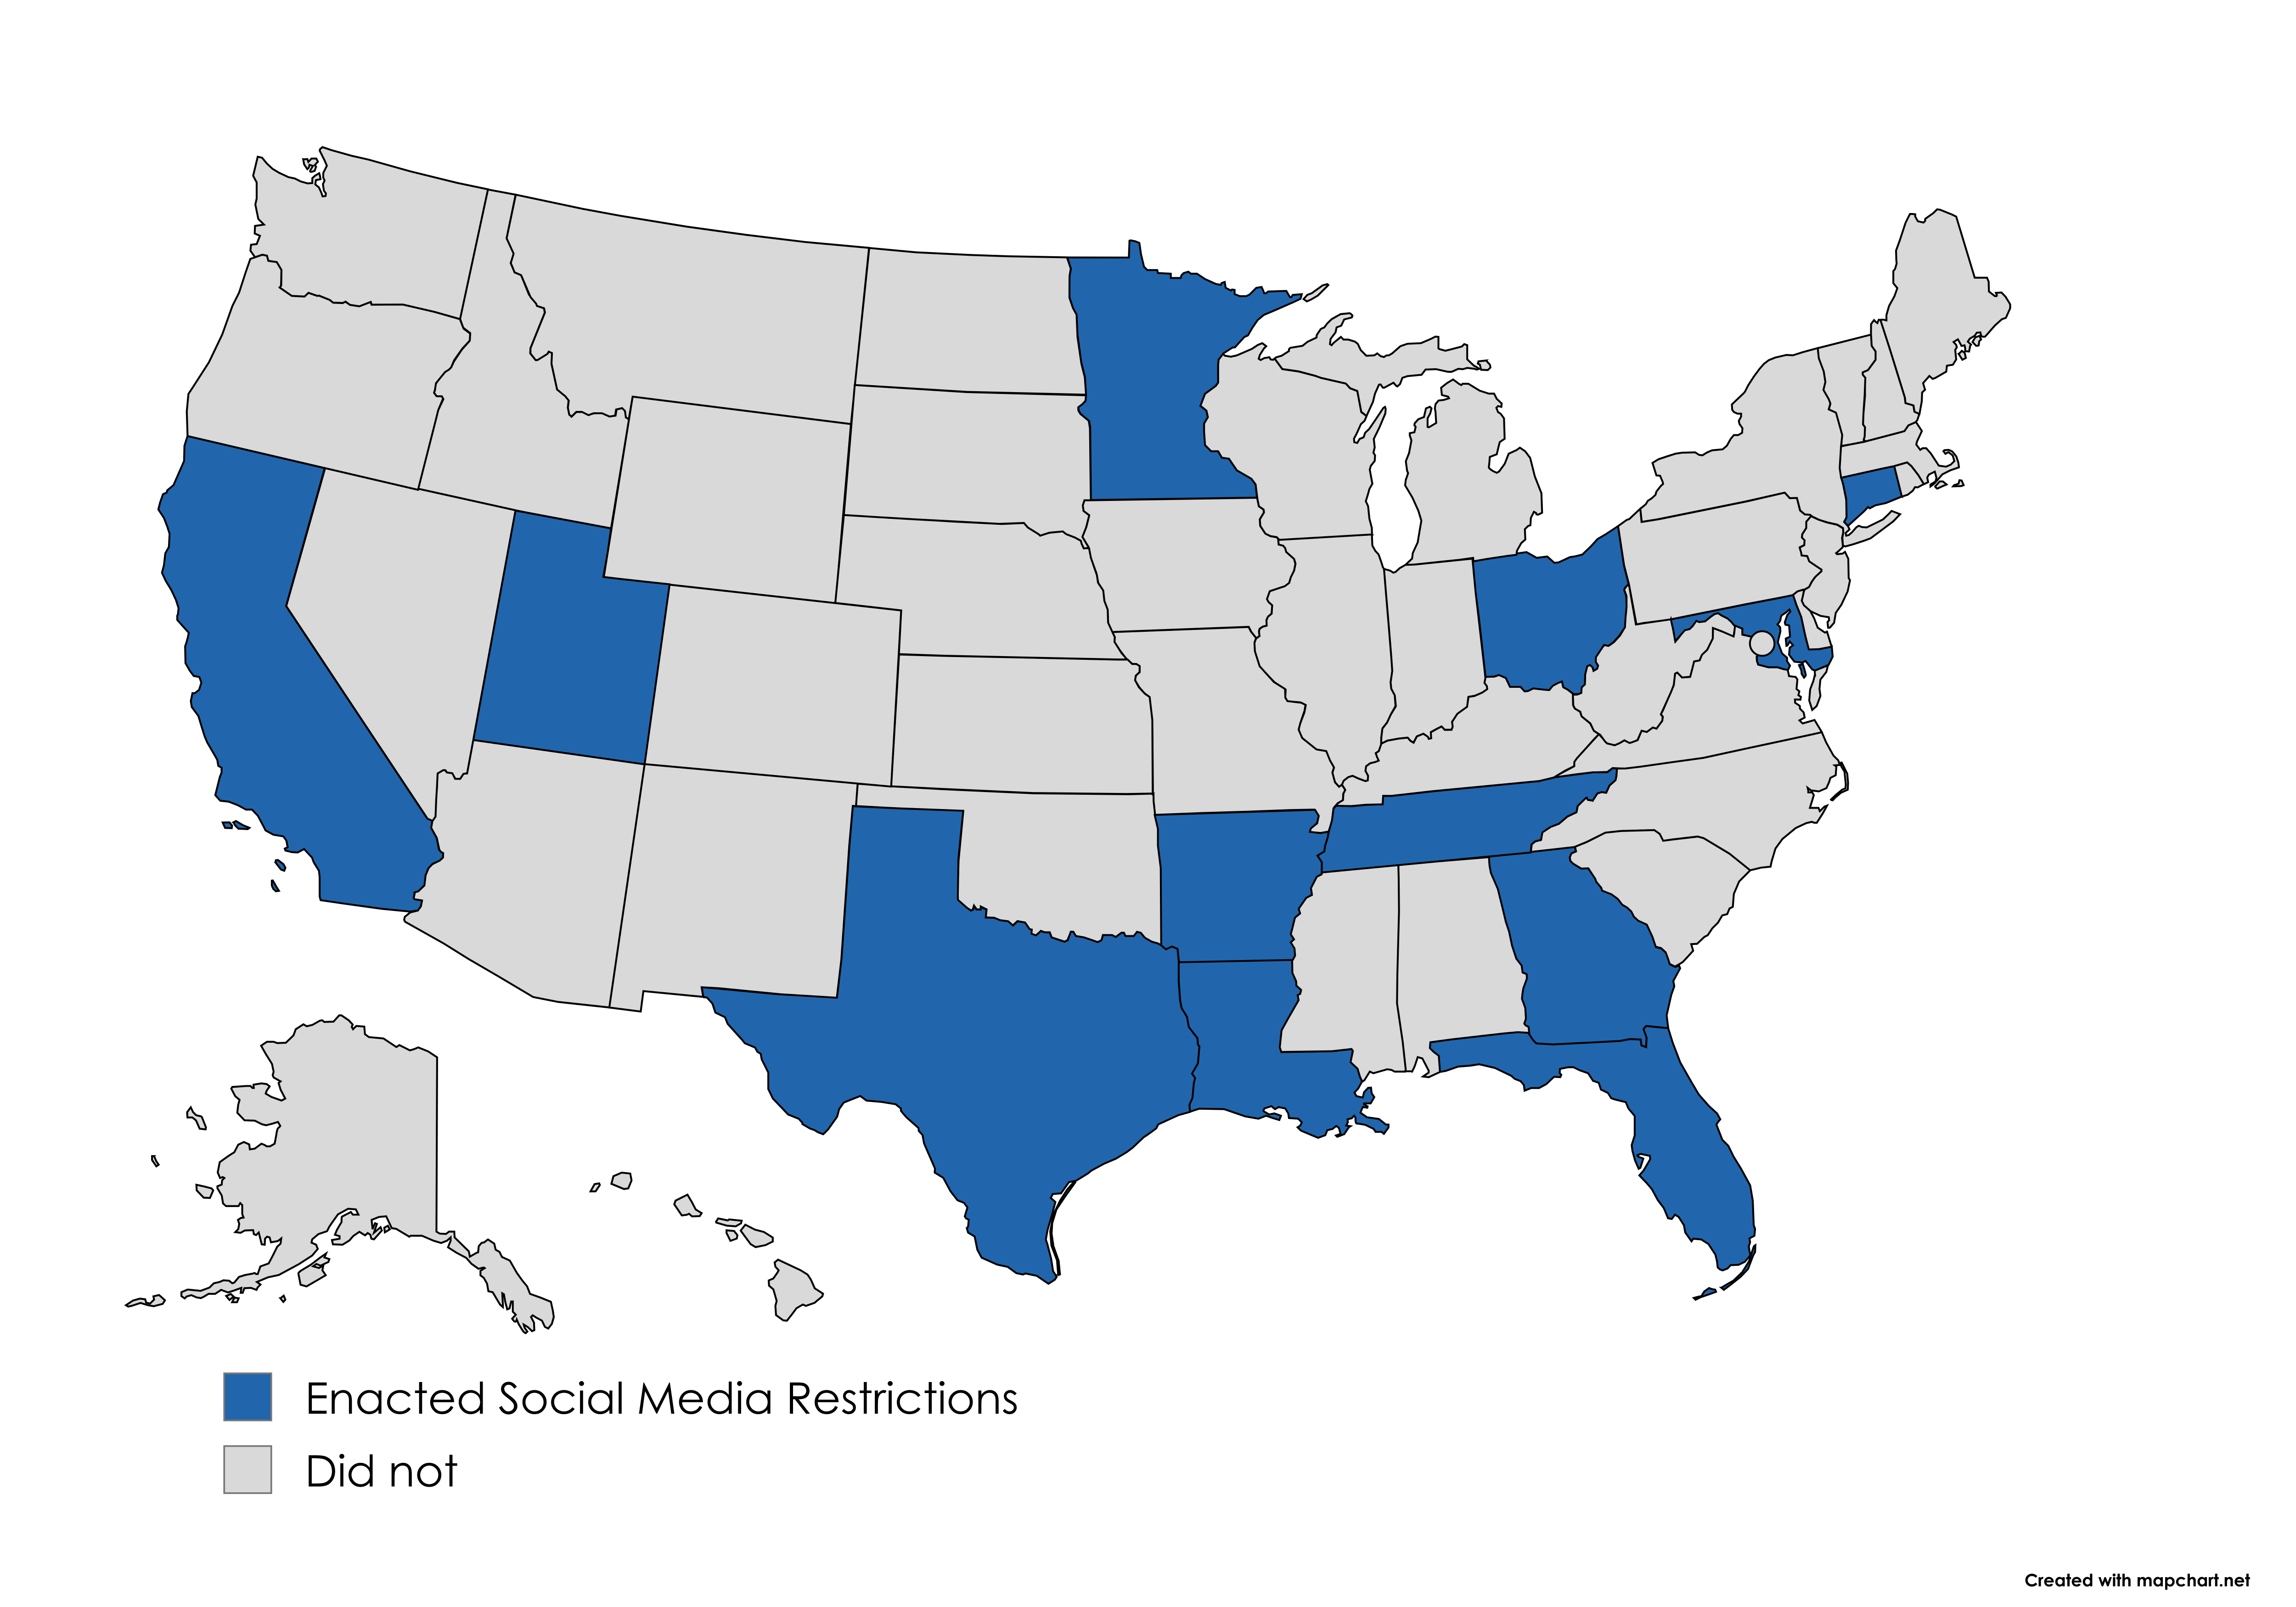 Enacted Social Media Restrictions
Did not
Created with mapchart.net